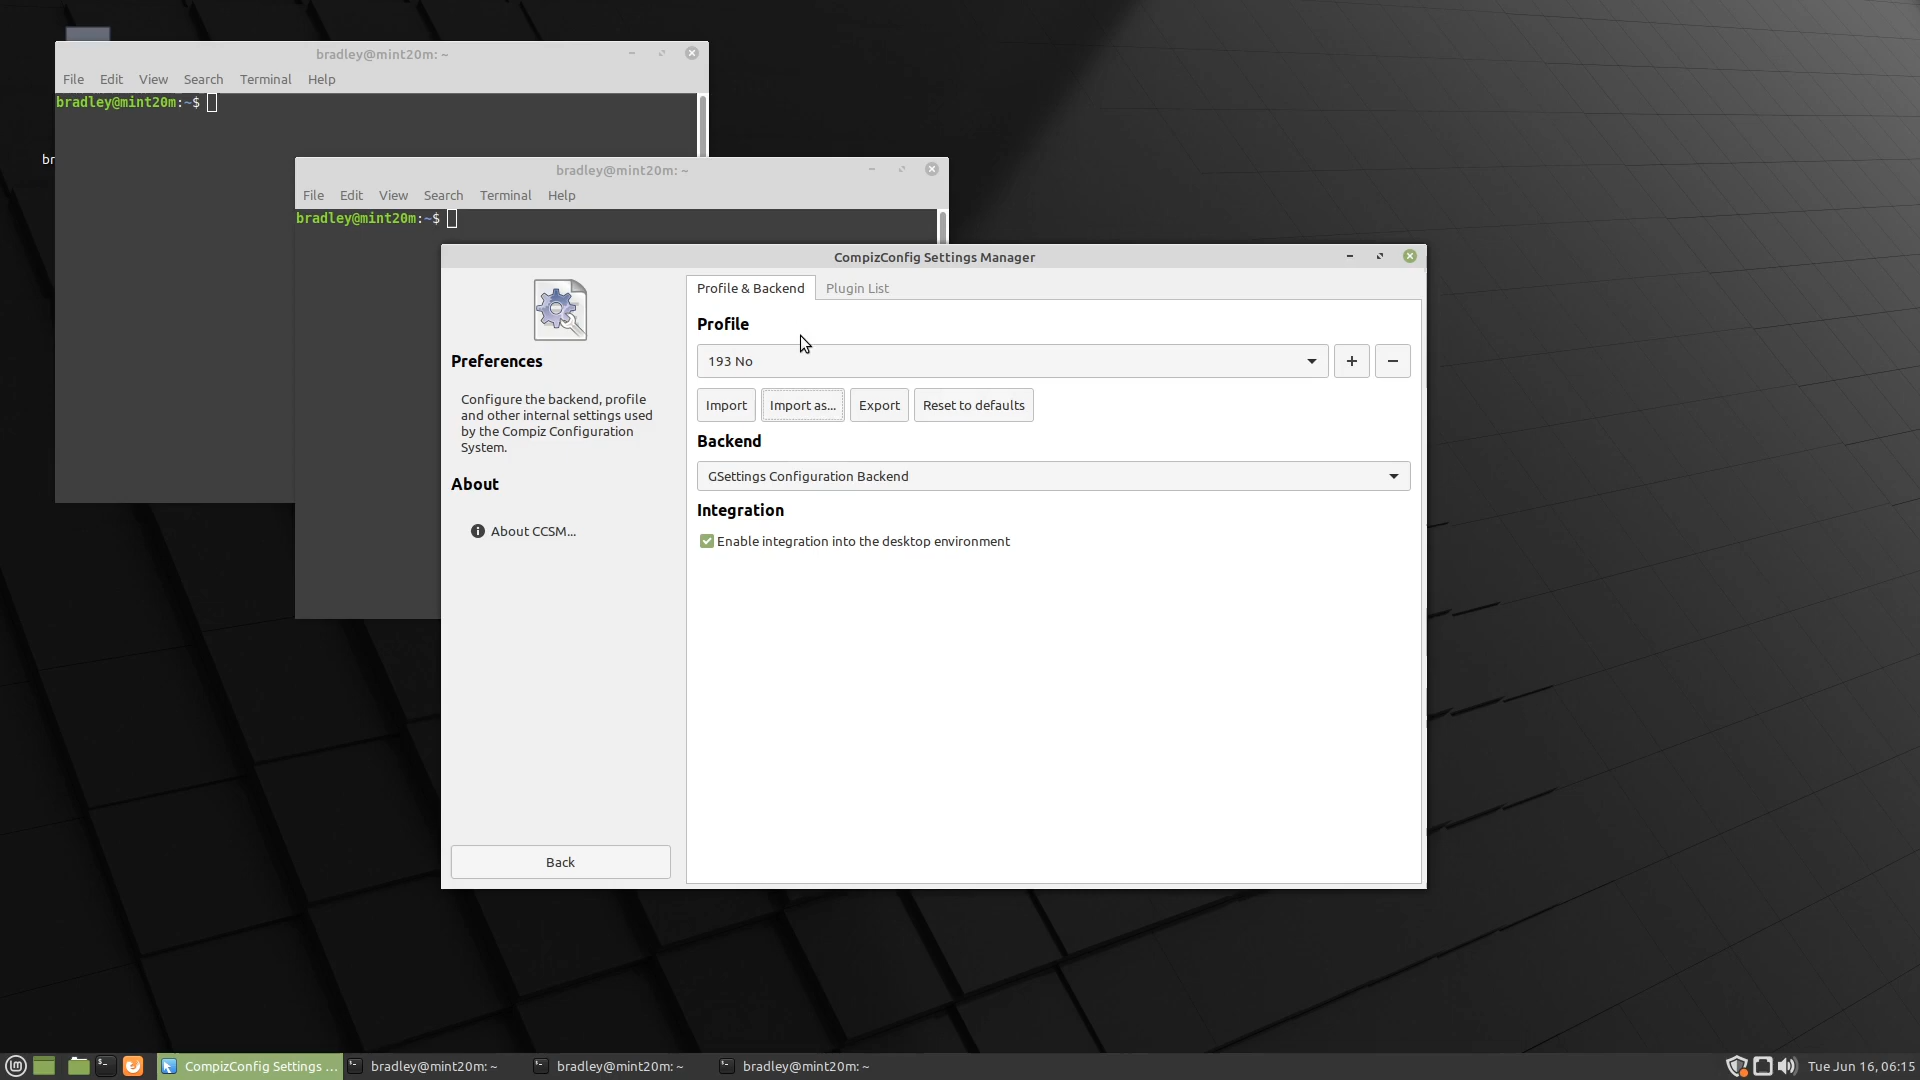 bradley@mint20m: ~
File Edit View Search Terminal Help
bradley@mint20m:~$
br
bradley@mint20m: ~
File Edit View Search Terminal Help
bradley@mint20m:~$
CompizConfig Settings Manager
Preferences
Configure the backend, profile
and other internal settings used
by the Compiz Configuration
System.
About
About CCSM...
Back
Profile & Backend Plugin List
Profile
193 No
Import Import as... Export Reset to defaults
Backend
GSettings Configuration Backend
Integration
Enable integration into the desktop environment
CompizConfig Settings ... bradley@mint20m: ~ bradley@mint20m: ~ bradley@mint20m: ~ Tue Jun 16, 06:15